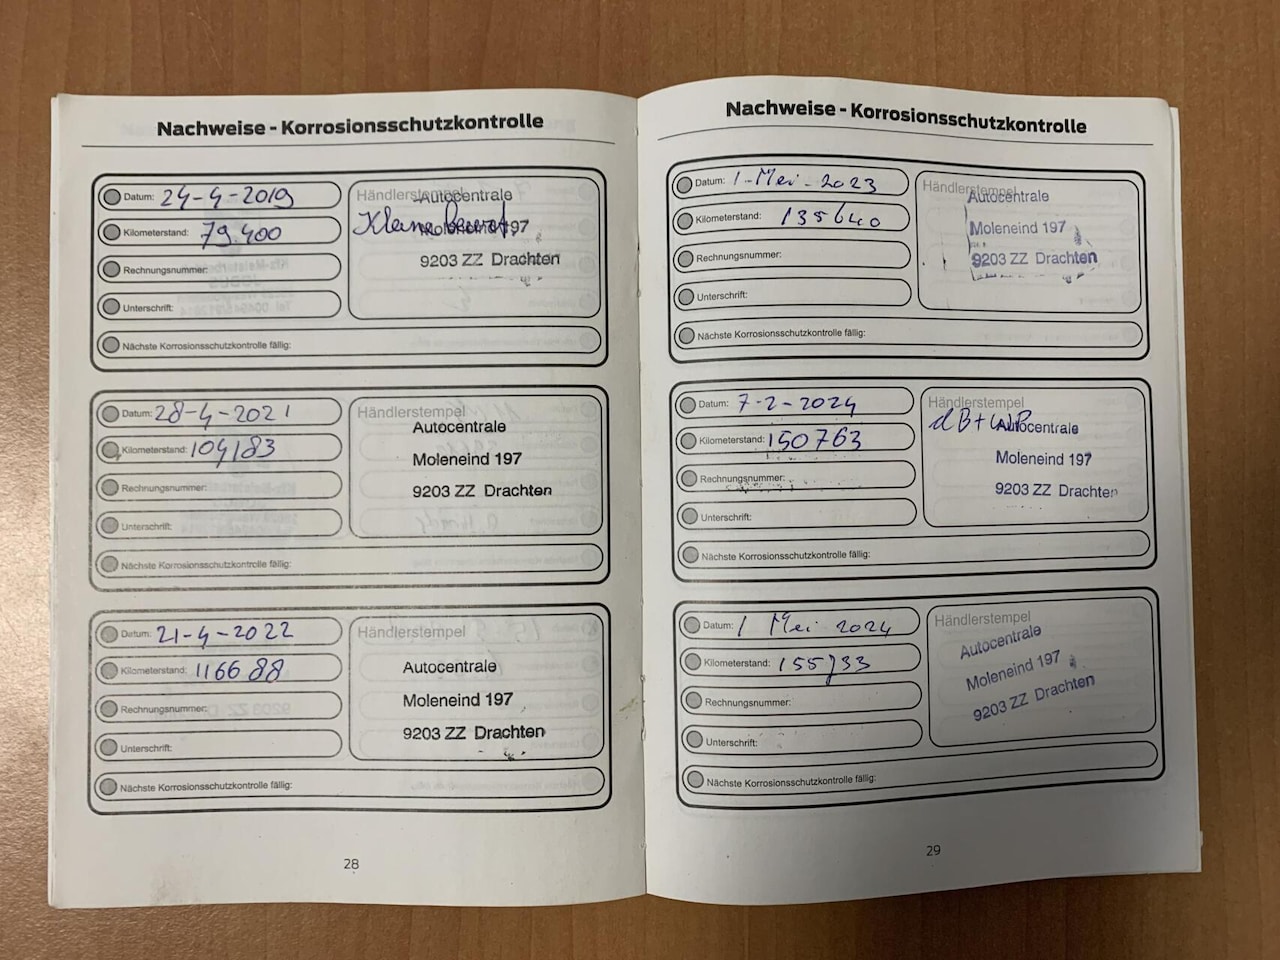 Nachweise - Korrosionsschutzkontrolle
Datum: 24-4-2019
Kilometerstand: 79.400
Rechnungsnummer:
Unterschrift:
Nächste Korrosionsschutzkontrolle fällig:
Händlerstempel
Autocentrale
Kleine beurt
Moleneind 197
9203 ZZ Drachten
Datum: 28-4-2021
Kilometerstand: 104183
Rechnungsnummer:
Unterschrift:
Nächste Korrosionsschutzkontrolle fällig:
Händlerstempel
Autocentrale
Moleneind 197
9203 ZZ Drachten
Datum: 21-4-2022
Kilometerstand: 116688
Rechnungsnummer:
Unterschrift:
Nächste Korrosionsschutzkontrolle fällig:
Händlerstempel
Autocentrale
Moleneind 197
9203 ZZ Drachten
28
Nachweise - Korrosionsschutzkontrolle
Datum: 1-Mei-2023
Kilometerstand: 135640
Rechnungsnummer:
Unterschrift:
Nächste Korrosionsschutzkontrolle fällig:
Händlerstempel
Autocentrale
Moleneind 197
9203 ZZ Drachten
Datum: 7-2-2024
Kilometerstand: 150763
Rechnungsnummer:
Unterschrift:
Nächste Korrosionsschutzkontrolle fällig:
Händlerstempel
Autocentrale
Moleneind 197
9203 ZZ Drachten
Datum: 1 Mei 2024
Kilometerstand: 155733
Rechnungsnummer:
Unterschrift:
Nächste Korrosionsschutzkontrolle fällig:
Händlerstempel
Autocentrale
Moleneind 197
9203 ZZ Drachten
29